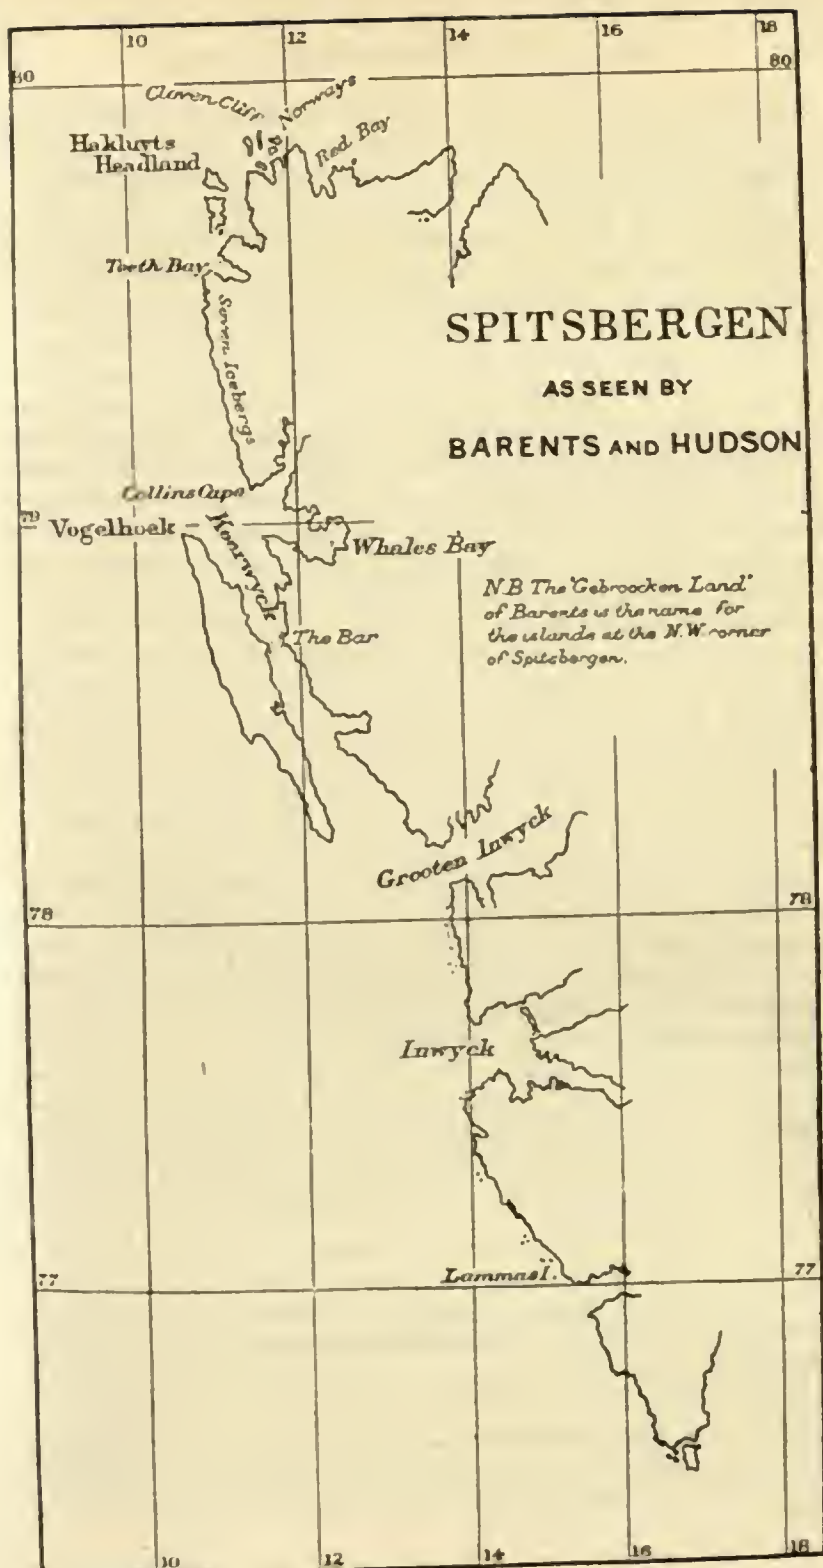 10
12
14
16
18
80
80
Cloven Cliff
Norways
Hakluyts
Headland
Red Bay
Teeth Bay
Seven Icebergs
SPITSBERGEN
AS SEEN BY
BARENTS AND HUDSON
Collins Cape
79
Vogelhoek
Keerwyck
Whales Bay
N.B The 'Gebroocken Land'
of Barents is the name for
the islands at the N.W. corner
of Spitsbergen.
The Bar
Grooten Inwyck
78
78
Inwyck
Lammas I.
77
77
10
12
14
16
18